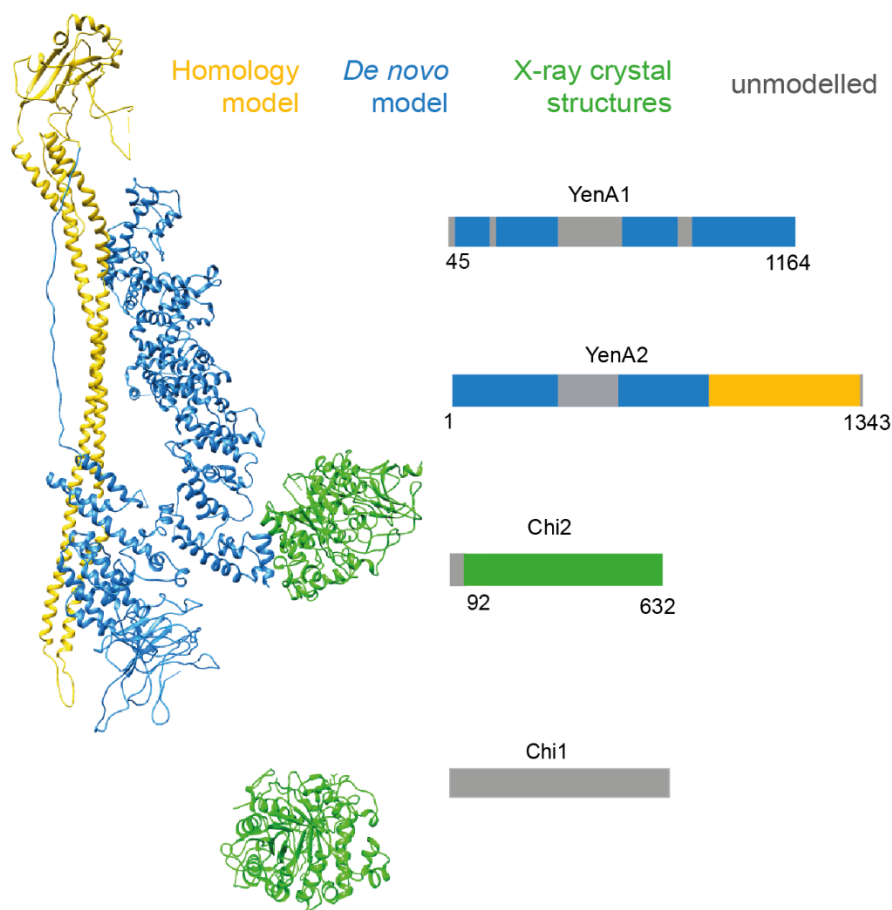 Homology
model
De novo
model
X-ray crystal
structures
unmodelled
YenA1
45 1164
YenA2
1 1343
Chi2
92 632
Chi1